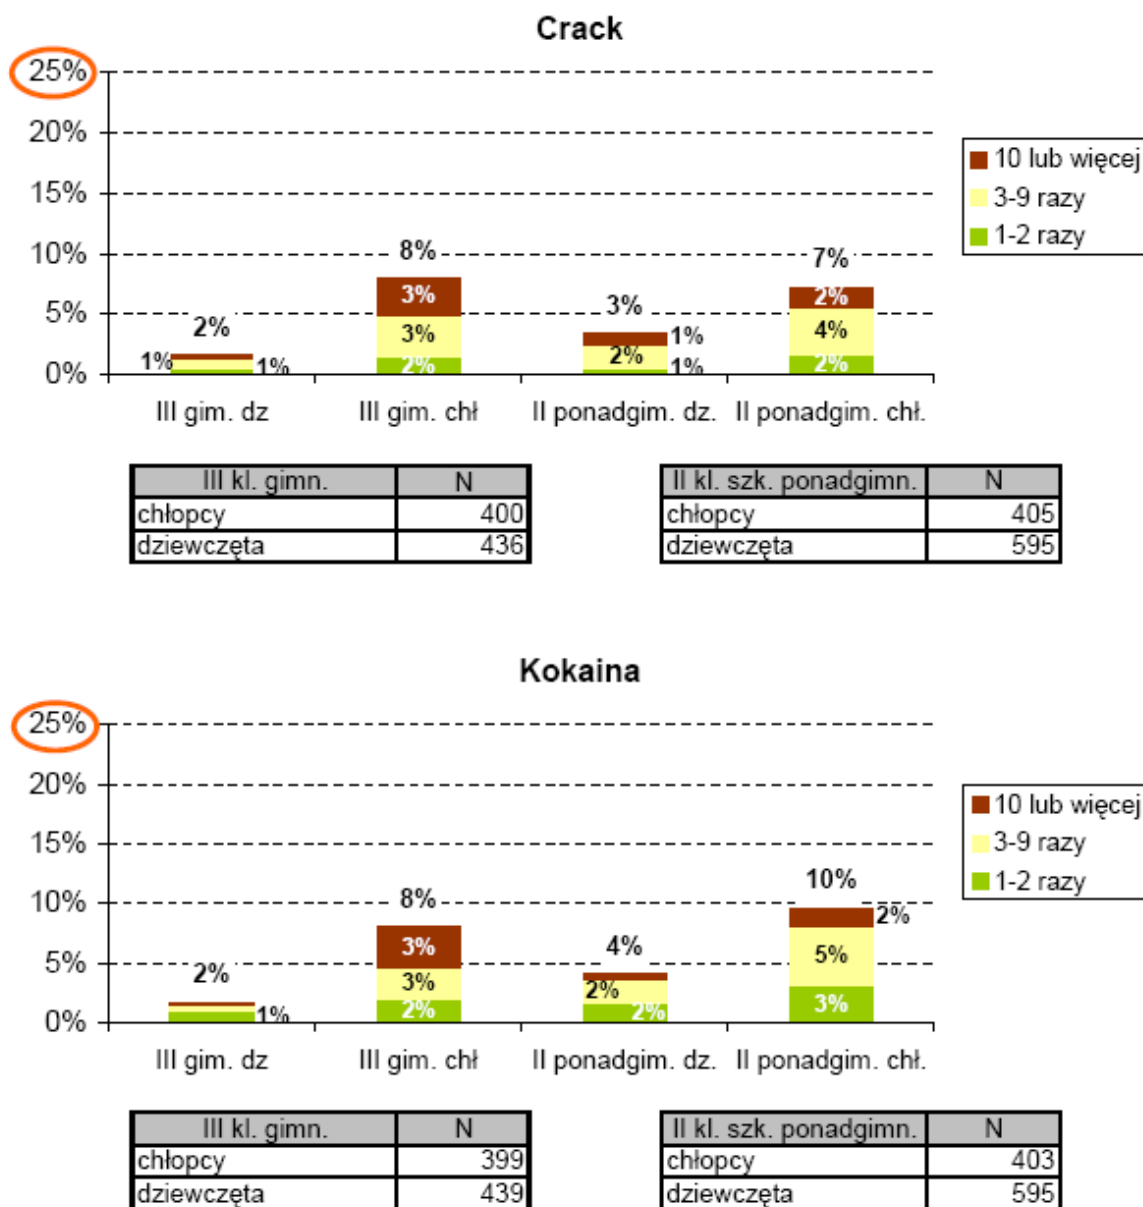 Crack
25%
20%
15%
10%
5%
0%
2%
1%
1%
8%
3%
3%
2%
3%
1%
2%
1%
7%
2%
4%
2%
III gim. dz
III gim. chł
II ponadgim. dz.
II ponadgim. chł.
10 lub więcej
3-9 razy
1-2 razy
III kl. gimn. N
chłopcy 400
dziewczęta 436
II kl. szk. ponadgimn. N
chłopcy 405
dziewczęta 595
Kokaina
25%
20%
15%
10%
5%
0%
2%
1%
8%
3%
3%
2%
4%
2%
2%
10%
2%
5%
3%
III gim. dz
III gim. chł
II ponadgim. dz.
II ponadgim. chł.
10 lub więcej
3-9 razy
1-2 razy
III kl. gimn. N
chłopcy 399
dziewczęta 439
II kl. szk. ponadgimn. N
chłopcy 403
dziewczęta 595